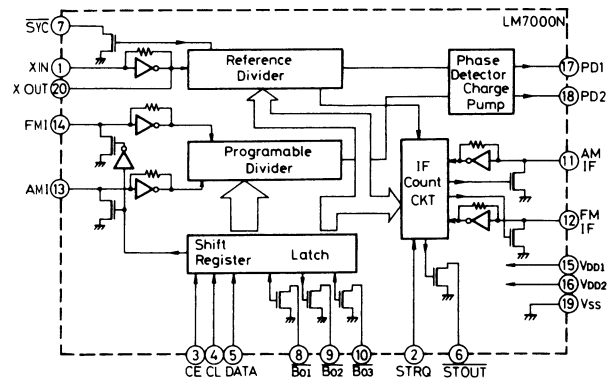 LM7000N
SYC 7
XIN 1
X OUT 20
FMI 14
AMI 13
Reference
Divider
Programable
Divider
Shift
Register
Latch
Phase
Detector
Charge
Pump
IF
Count
CKT
17 PD1
18 PD2
11 AM
IF
12 FM
IF
15 VDD1
16 VDD2
19 VSS
3 4 5 8 9 10 2 6
CE CL DATA BO1 BO2 BO3 STRQ STOUT